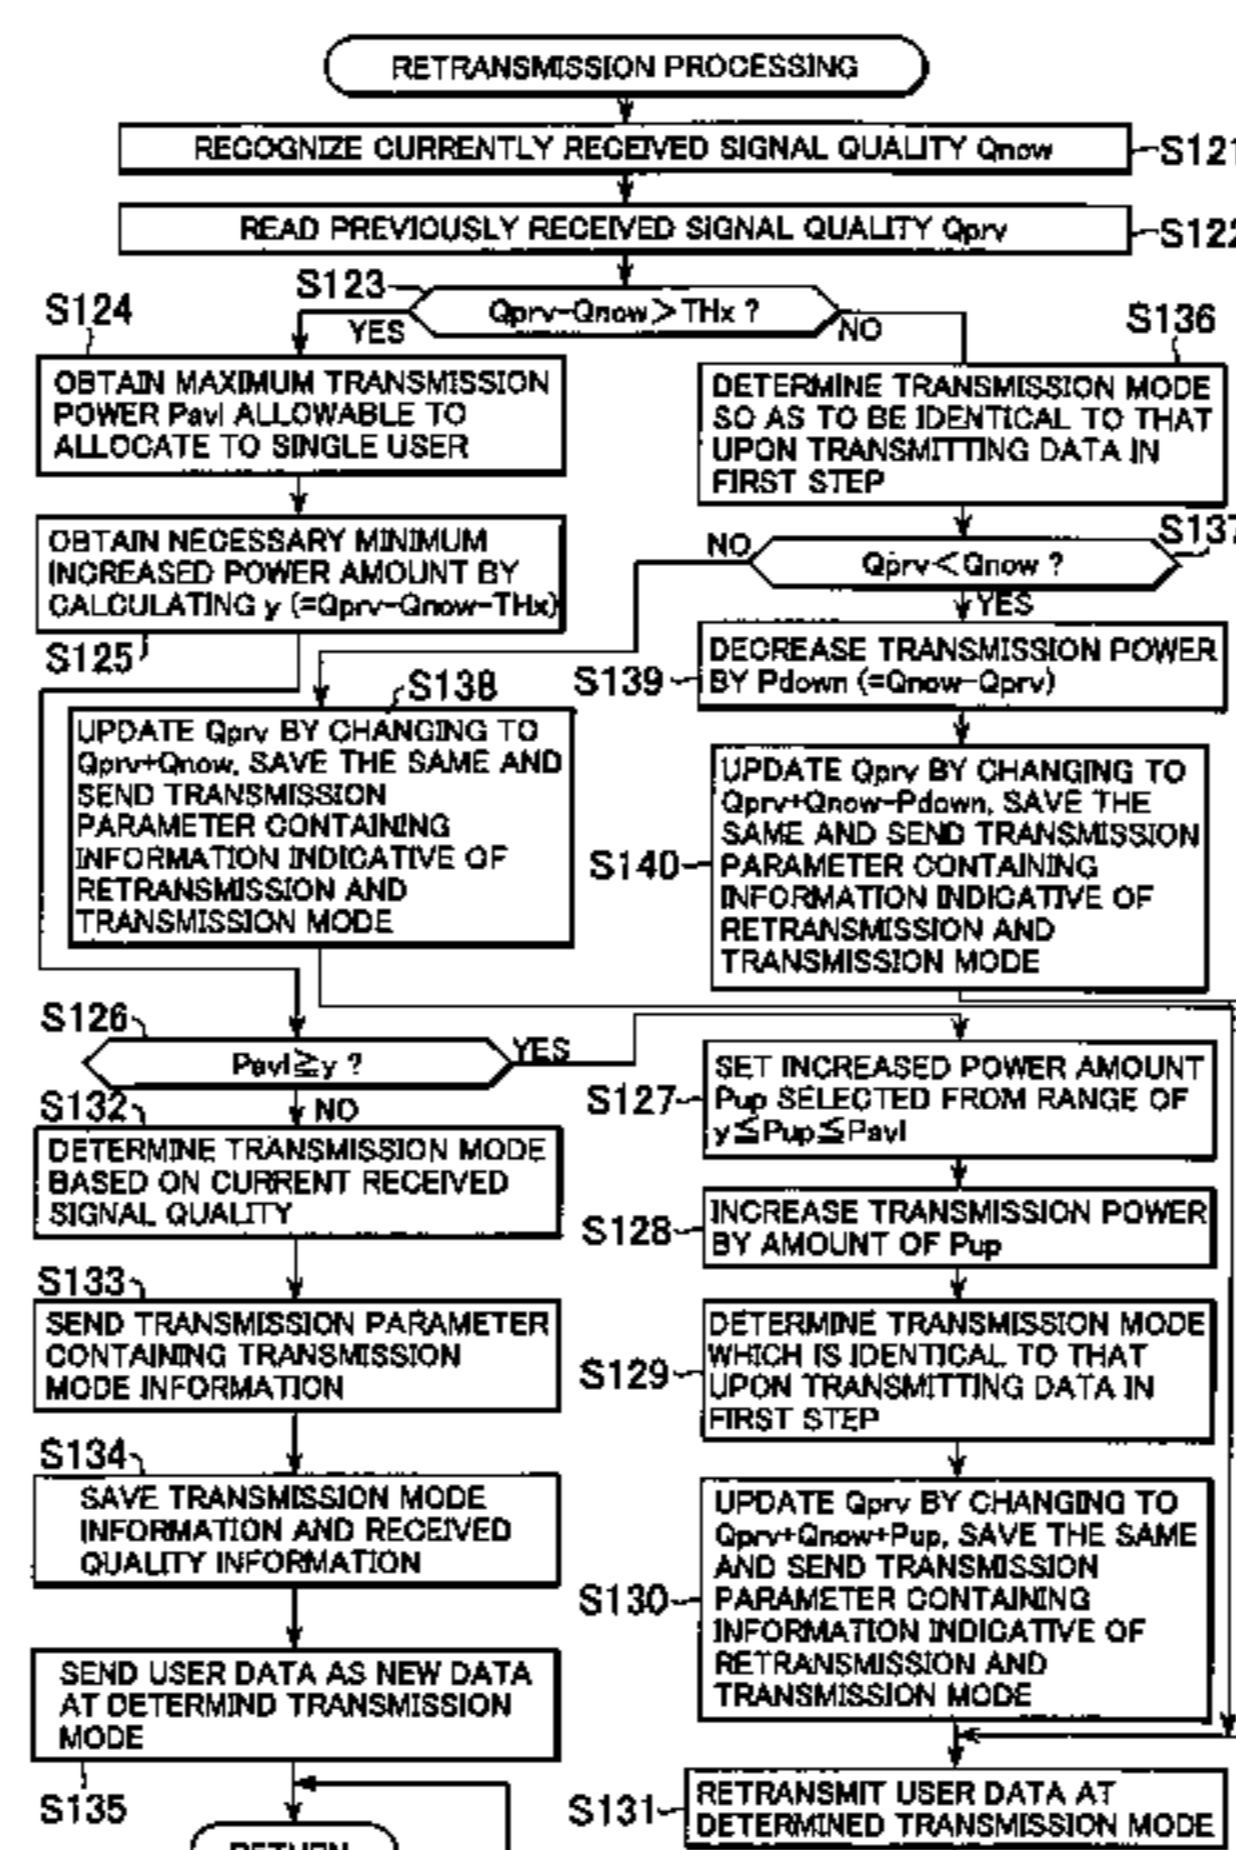 RETRANSMISSION PROCESSING
RECOGNIZE CURRENTLY RECEIVED SIGNAL QUALITY Qnow
S121
READ PREVIOUSLY RECEIVED SIGNAL QUALITY Qprv
S122
S123
Qprv-Qnow>THx ?
YES
NO
S124
OBTAIN MAXIMUM TRANSMISSION
POWER Pavl ALLOWABLE TO
ALLOCATE TO SINGLE USER
OBTAIN NECESSARY MINIMUM
INCREASED POWER AMOUNT BY
CALCULATING y (=Qprv-Qnow-THx)
S125
S136
DETERMINE TRANSMISSION MODE
SO AS TO BE IDENTICAL TO THAT
UPON TRANSMITTING DATA IN
FIRST STEP
S137
NO
Qprv<Qnow ?
YES
S139
DECREASE TRANSMISSION POWER
BY Pdown (=Qnow-Qprv)
S138
UPDATE Qprv BY CHANGING TO
Qprv+Qnow, SAVE THE SAME AND
SEND TRANSMISSION
PARAMETER CONTAINING
INFORMATION INDICATIVE OF
RETRANSMISSION AND
TRANSMISSION MODE
S140
UPDATE Qprv BY CHANGING TO
Qprv+Qnow-Pdown, SAVE THE
SAME AND SEND TRANSMISSION
PARAMETER CONTAINING
INFORMATION INDICATIVE OF
RETRANSMISSION AND
TRANSMISSION MODE
S126
Pavl≧y ?
YES
NO
S127
SET INCREASED POWER AMOUNT
Pup SELECTED FROM RANGE OF
y≦Pup≦Pavl
S128
INCREASE TRANSMISSION POWER
BY AMOUNT OF Pup
S129
DETERMINE TRANSMISSION MODE
WHICH IS IDENTICAL TO THAT
UPON TRANSMITTING DATA IN
FIRST STEP
S130
UPDATE Qprv BY CHANGING TO
Qprv+Qnow+Pup, SAVE THE SAME
AND SEND TRANSMISSION
PARAMETER CONTAINING
INFORMATION INDICATIVE OF
RETRANSMISSION AND
TRANSMISSION MODE
S131
RETRANSMIT USER DATA AT
DETERMINED TRANSMISSION MODE
S132
DETERMINE TRANSMISSION MODE
BASED ON CURRENT RECEIVED
SIGNAL QUALITY
S133
SEND TRANSMISSION PARAMETER
CONTAINING TRANSMISSION
MODE INFORMATION
S134
SAVE TRANSMISSION MODE
INFORMATION AND RECEIVED
QUALITY INFORMATION
SEND USER DATA AS NEW DATA
AT DETERMIND TRANSMISSION
MODE
S135
RETURN